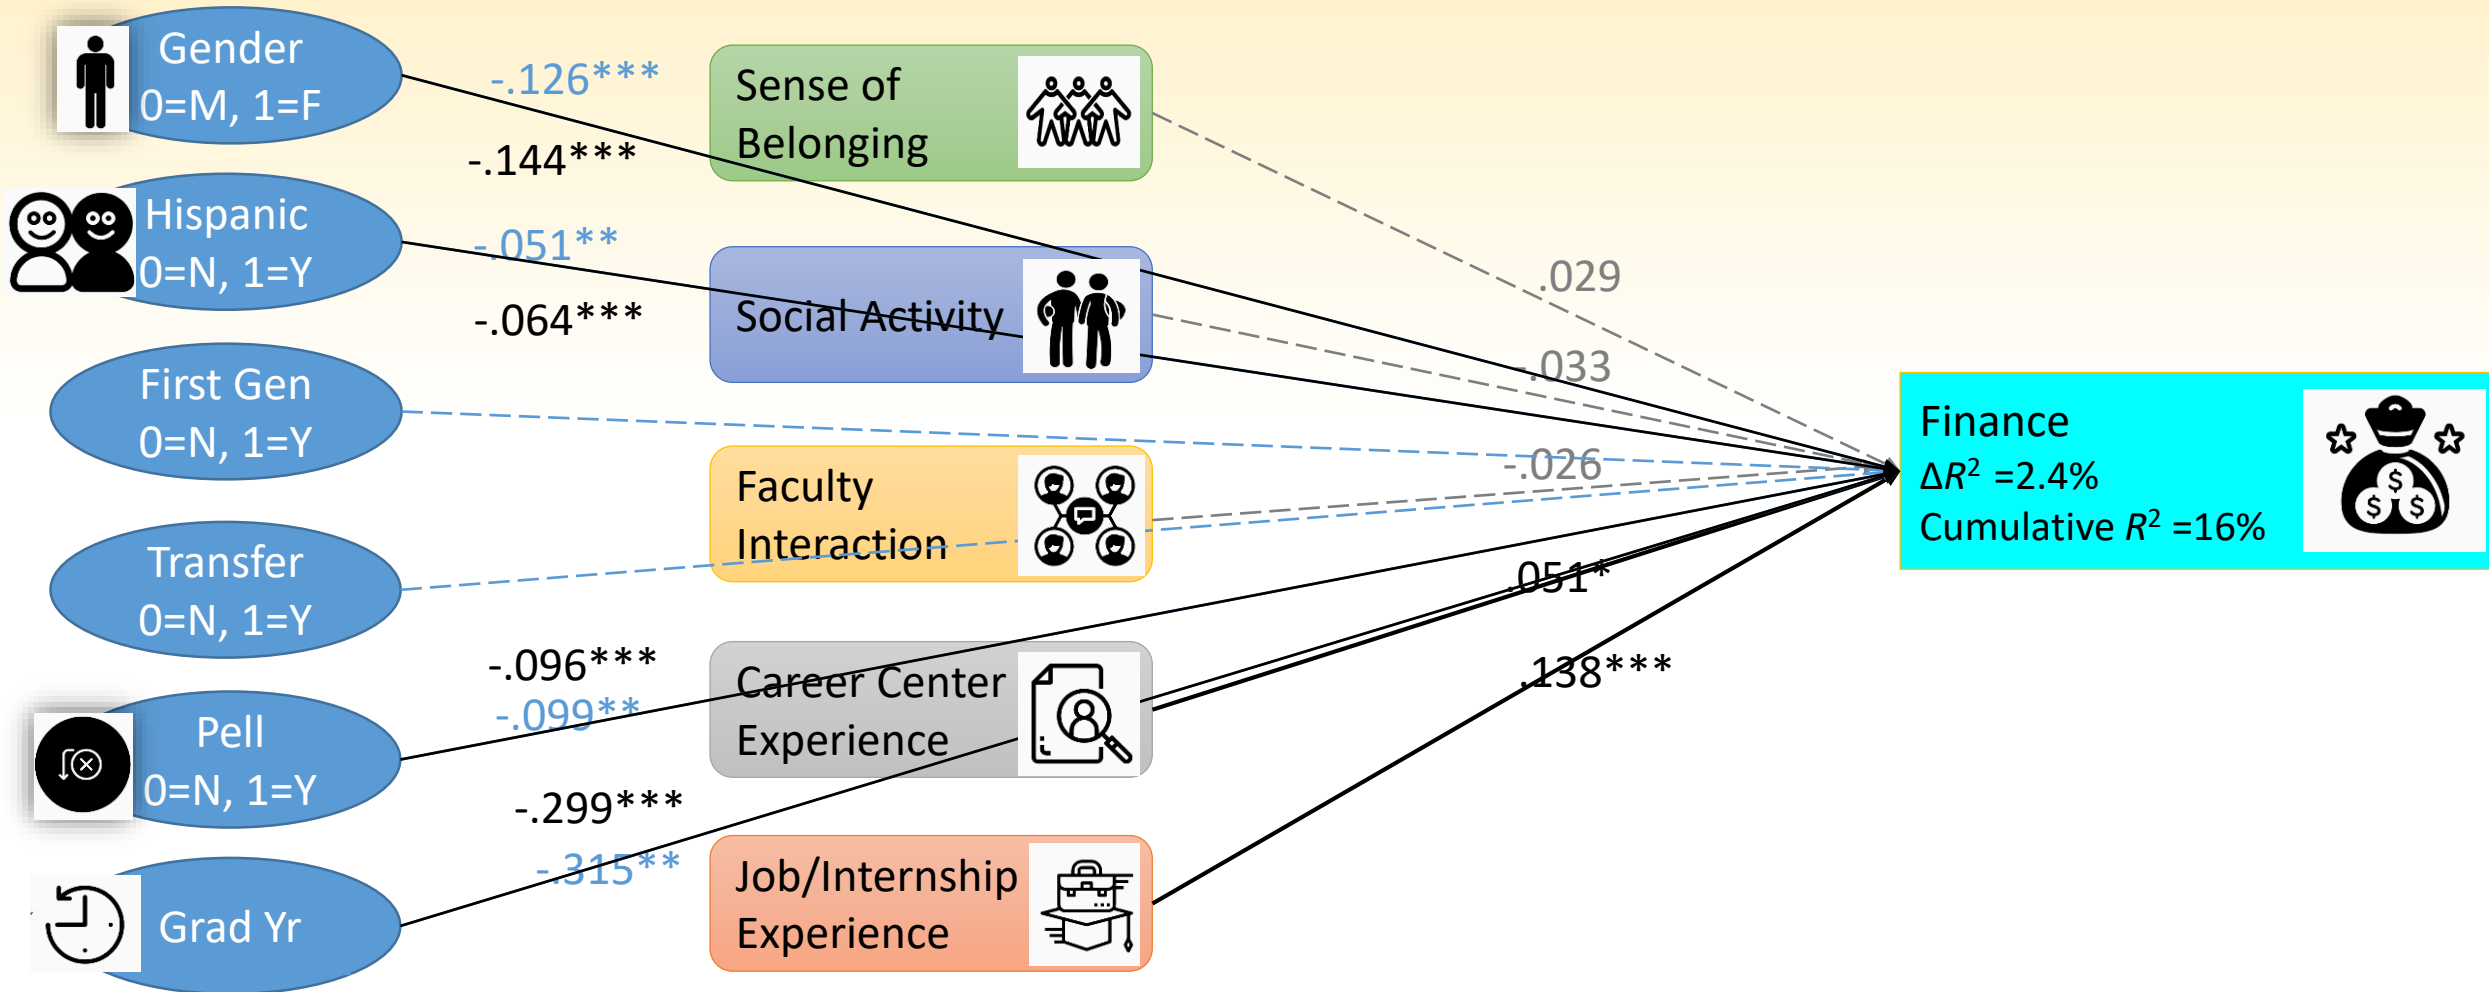 Gender
0=M, 1=F
-.126***
-.144***
Hispanic
0=N, 1=Y
-.051**
-.064***
First Gen
0=N, 1=Y
Transfer
0=N, 1=Y
-.096***
-.099**
Pell
0=N, 1=Y
-.299***
-.315**
Grad Yr
Sense of
Belonging
Social Activity
Faculty
Interaction
Career Center
Experience
Job/Internship
Experience
.029
-.033
-.026
.051*
.138***
Finance
ΔR² =2.4%
Cumulative R² =16%
$ $ $